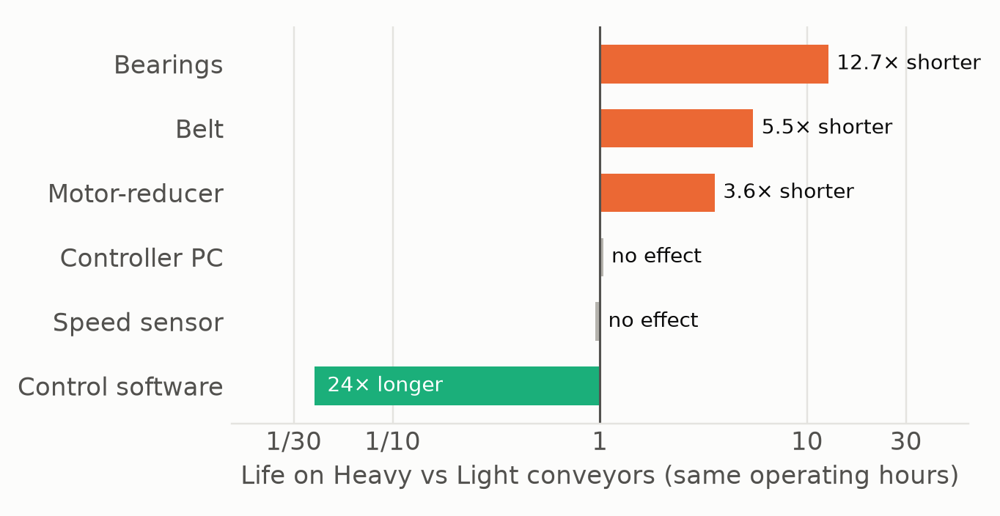 Bearings
12.7× shorter
Belt
5.5× shorter
Motor-reducer
3.6× shorter
Controller PC
no effect
Speed sensor
no effect
Control software
24× longer
1/30 1/10 1 10 30
Life on Heavy vs Light conveyors (same operating hours)